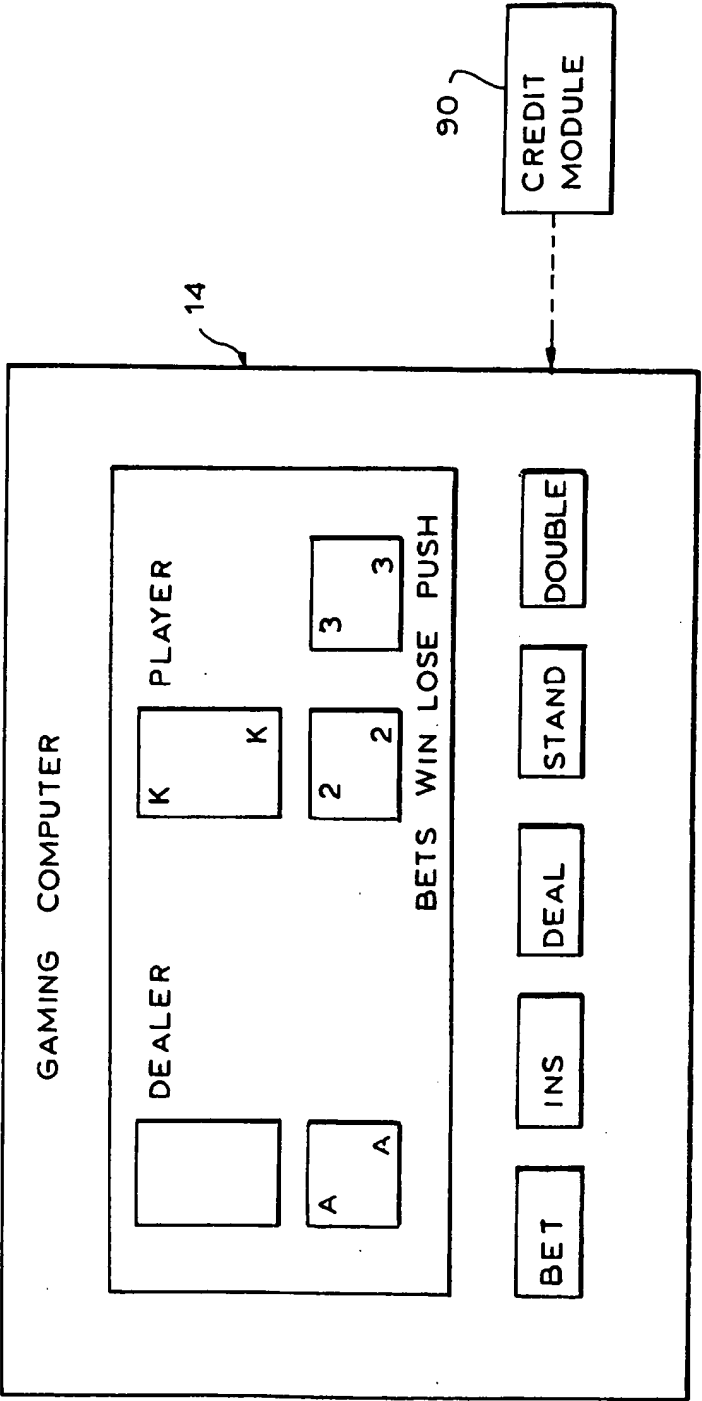 GAMING COMPUTER
14
DEALER
PLAYER
K
K
A
A
2
2
3
3
BETS WIN LOSE PUSH
BET
INS
DEAL
STAND
DOUBLE
90
CREDIT
MODULE